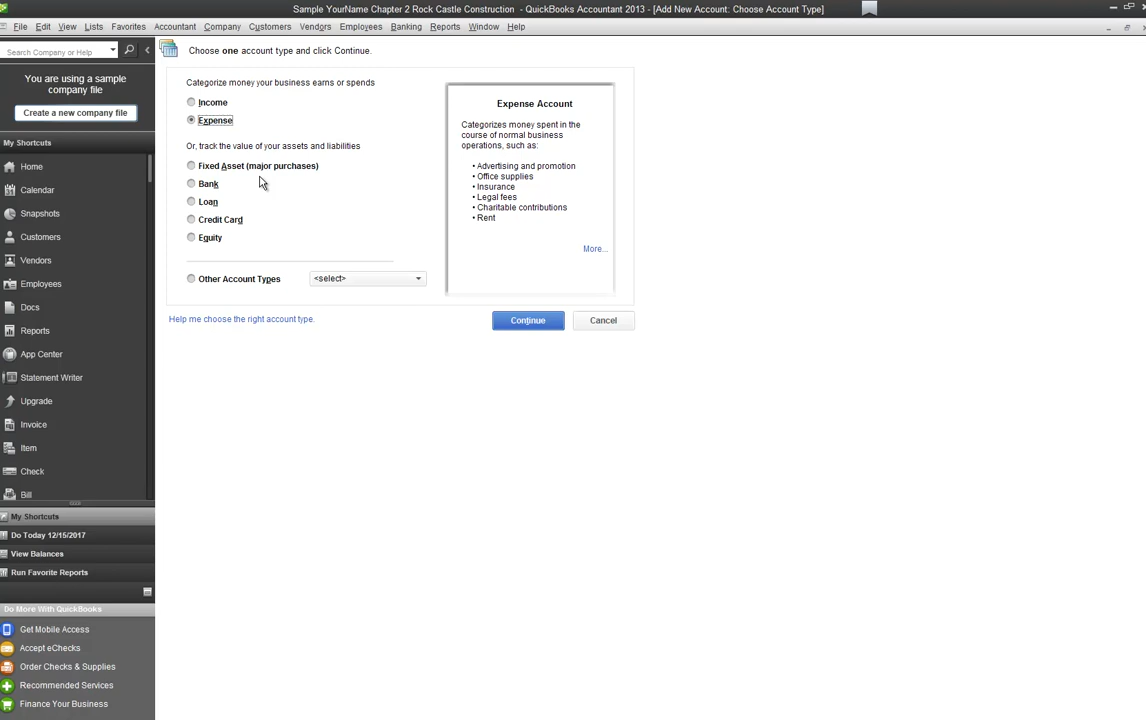 Sample YourName Chapter 2 Rock Castle Construction - QuickBooks Accountant 2013 - [Add New Account: Choose Account Type]
File Edit View Lists Favorites Accountant Company Customers Vendors Employees Banking Reports Window Help
Search Company or Help
You are using a sample
company file
Create a new company file
My Shortcuts
Home
Calendar
Snapshots
Customers
Vendors
Employees
Docs
Reports
App Center
Statement Writer
Upgrade
Invoice
Item
Check
Bill
My Shortcuts
Do Today 12/15/2017
View Balances
Run Favorite Reports
Do More With QuickBooks
Get Mobile Access
Accept eChecks
Order Checks & Supplies
Recommended Services
Finance Your Business
Choose one account type and click Continue.
Categorize money your business earns or spends
Income
Expense
Or, track the value of your assets and liabilities
Fixed Asset (major purchases)
Bank
Loan
Credit Card
Equity
Other Account Types <select>
Expense Account
Categorizes money spent in the
course of normal business
operations, such as:
• Advertising and promotion
• Office supplies
• Insurance
• Legal fees
• Charitable contributions
• Rent
More...
Help me choose the right account type.
Continue
Cancel